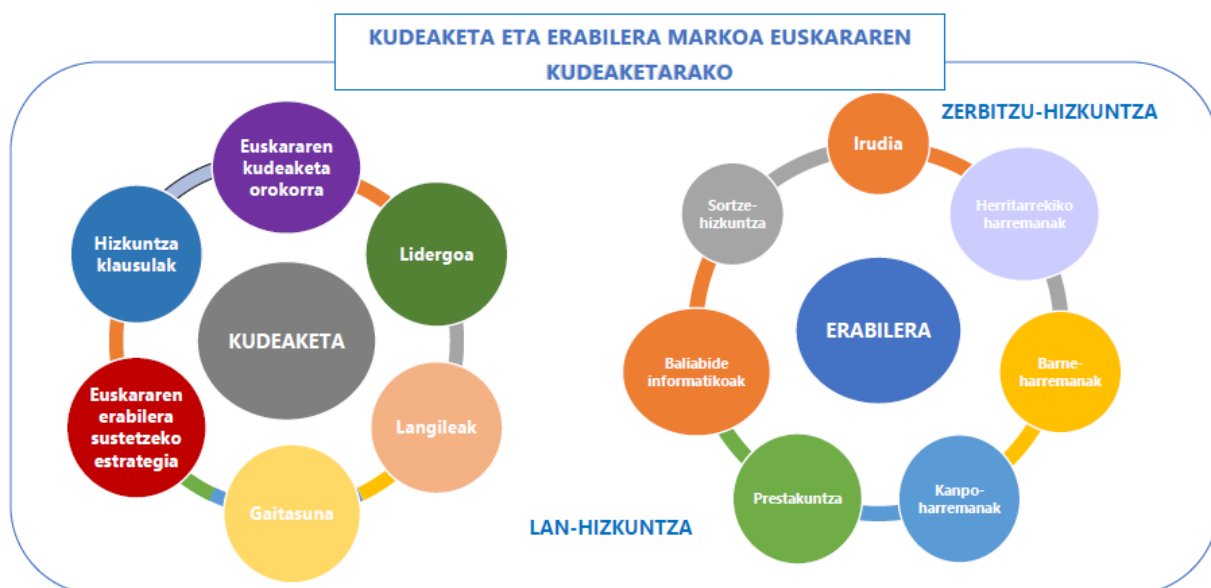 KUDEAKETA ETA ERABILERA MARKOA EUSKARAREN
KUDEAKETARAKO
Euskararen
kudeaketa
orokorra
Lidergoa
Langileak
Gaitasuna
Euskararen
erabilera
sustetzeko
estrategia
Hizkuntza
klausulak
KUDEAKETA
ZERBITZU-HIZKUNTZA
Irudia
Herritarrekiko
harremanak
Barne-
harremanak
Kanpo-
harremanak
Prestakuntza
Baliabide
informatikoak
Sortze-
hizkuntza
ERABILERA
LAN-HIZKUNTZA